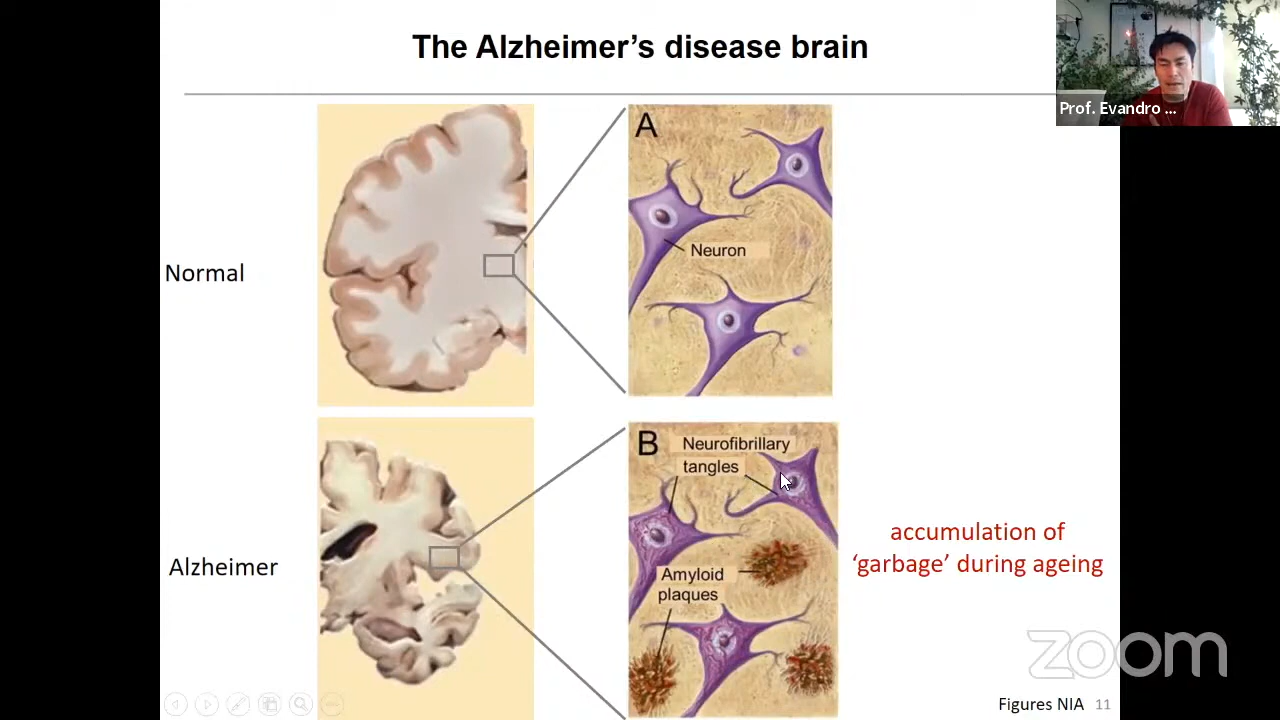 The Alzheimer’s disease brain
Prof. Evandro ...
A
Normal
Neuron
B
Neurofibrillary
tangles
accumulation of
‘garbage’ during ageing
Alzheimer
Amyloid
plaques
zoom
Figures NIA 11